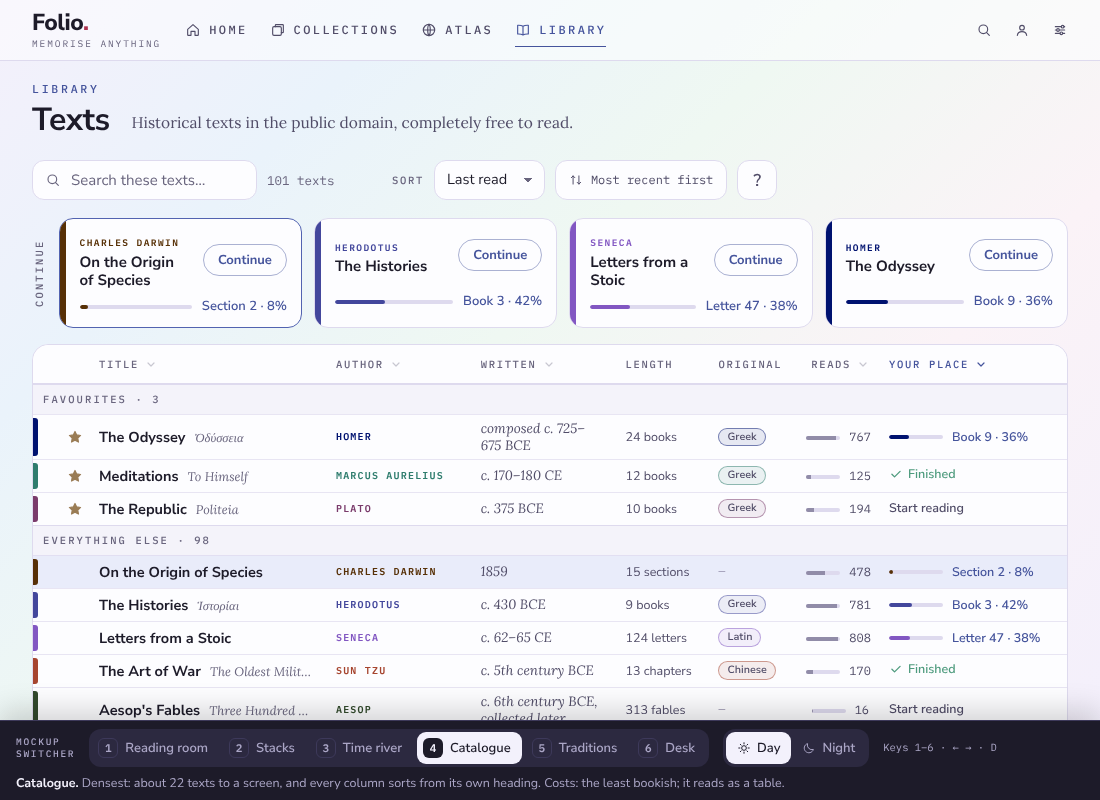 Folio.
MEMORISE ANYTHING
HOME
COLLECTIONS
ATLAS
LIBRARY
LIBRARY
Texts
Historical texts in the public domain, completely free to read.
Search these texts...
101 texts
SORT
Last read
Most recent first
?
CONTINUE
CHARLES DARWIN
On the Origin
of Species
Continue
Section 2 · 8%
HERODOTUS
The Histories
Continue
Book 3 · 42%
SENECA
Letters from a
Stoic
Continue
Letter 47 · 38%
HOMER
The Odyssey
Continue
Book 9 · 36%
TITLE AUTHOR WRITTEN LENGTH ORIGINAL READS YOUR PLACE
FAVOURITES · 3
The Odyssey Ὀδύσσεια HOMER composed c. 725–
675 BCE 24 books Greek 767 Book 9 · 36%
Meditations To Himself MARCUS AURELIUS c. 170–180 CE 12 books Greek 125 Finished
The Republic Politeia PLATO c. 375 BCE 10 books Greek 194 Start reading
EVERYTHING ELSE · 98
On the Origin of Species CHARLES DARWIN 1859 15 sections — 478 Section 2 · 8%
The Histories Ἱστορίαι HERODOTUS c. 430 BCE 9 books Greek 781 Book 3 · 42%
Letters from a Stoic SENECA c. 62–65 CE 124 letters Latin 808 Letter 47 · 38%
The Art of War The Oldest Milit... SUN TZU c. 5th century BCE 13 chapters Chinese 170 Finished
Aesop's Fables Three Hundred ... AESOP c. 6th century BCE,
collected later 313 fables — 16 Start reading
MOCKUP
SWITCHER
1 Reading room
2 Stacks
3 Time river
4 Catalogue
5 Traditions
6 Desk
Day
Night
Keys 1–6 · ← → · D
Catalogue. Densest: about 22 texts to a screen, and every column sorts from its own heading. Costs: the least bookish; it reads as a table.